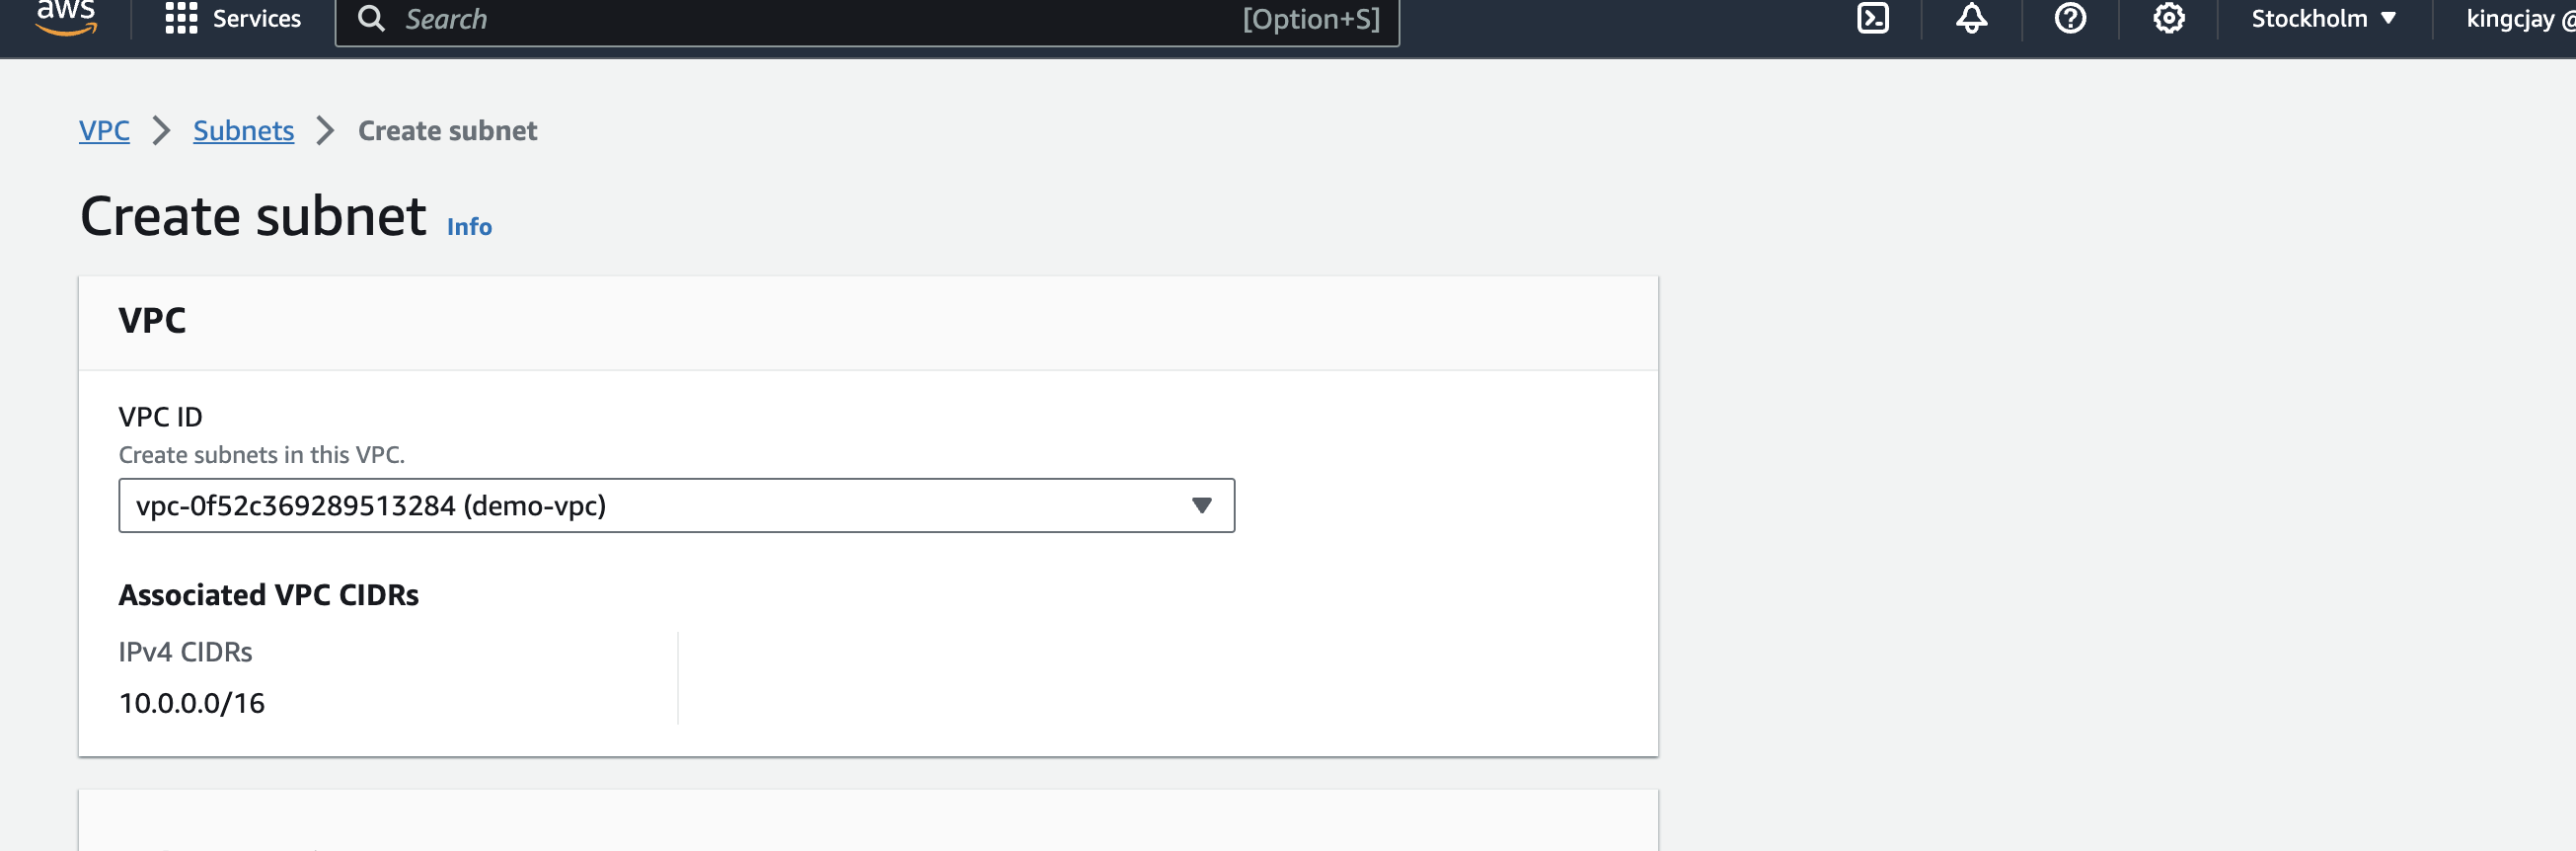 aws Services Search [Option+S] Stockholm kingcjay @
VPC Subnets Create subnet
Create subnet Info
VPC
VPC ID
Create subnets in this VPC.
vpc-0f52c369289513284 (demo-vpc)
Associated VPC CIDRs
IPv4 CIDRs
10.0.0.0/16